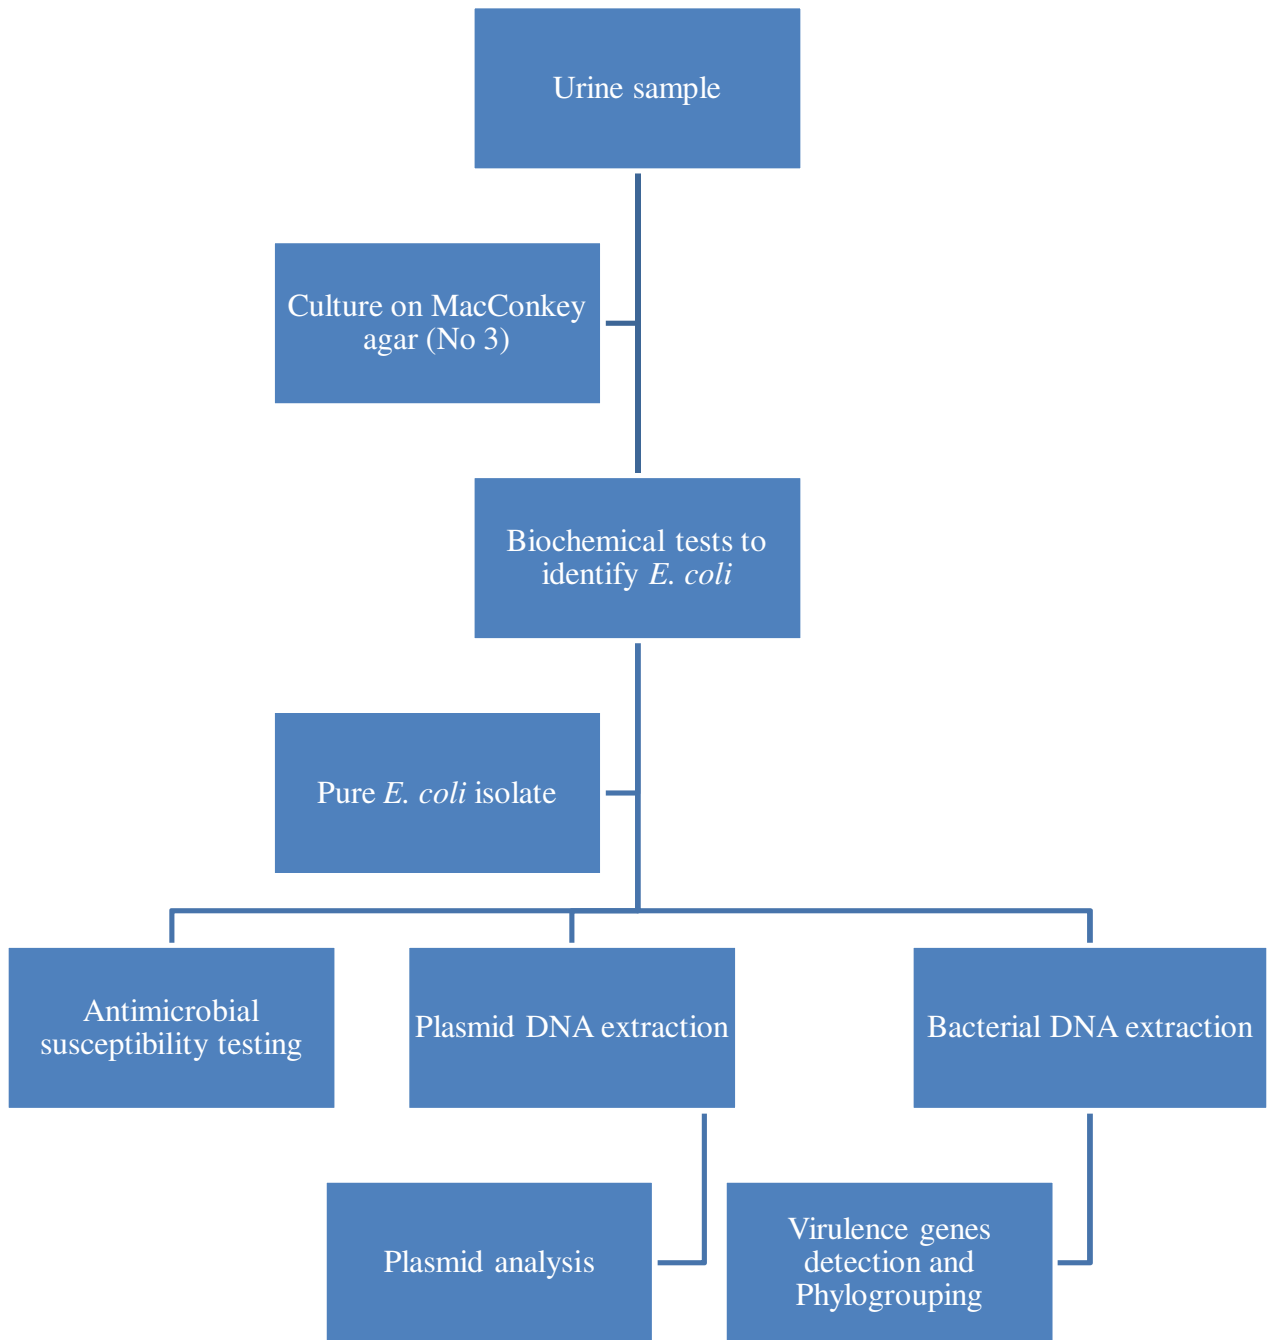 Urine sample
Culture on MacConkey
agar (No 3)
Biochemical tests to
identify E. coli
Pure E. coli isolate
Antimicrobial
susceptibility testing
Plasmid DNA extraction
Bacterial DNA extraction
Plasmid analysis
Virulence genes
detection and
Phylogrouping